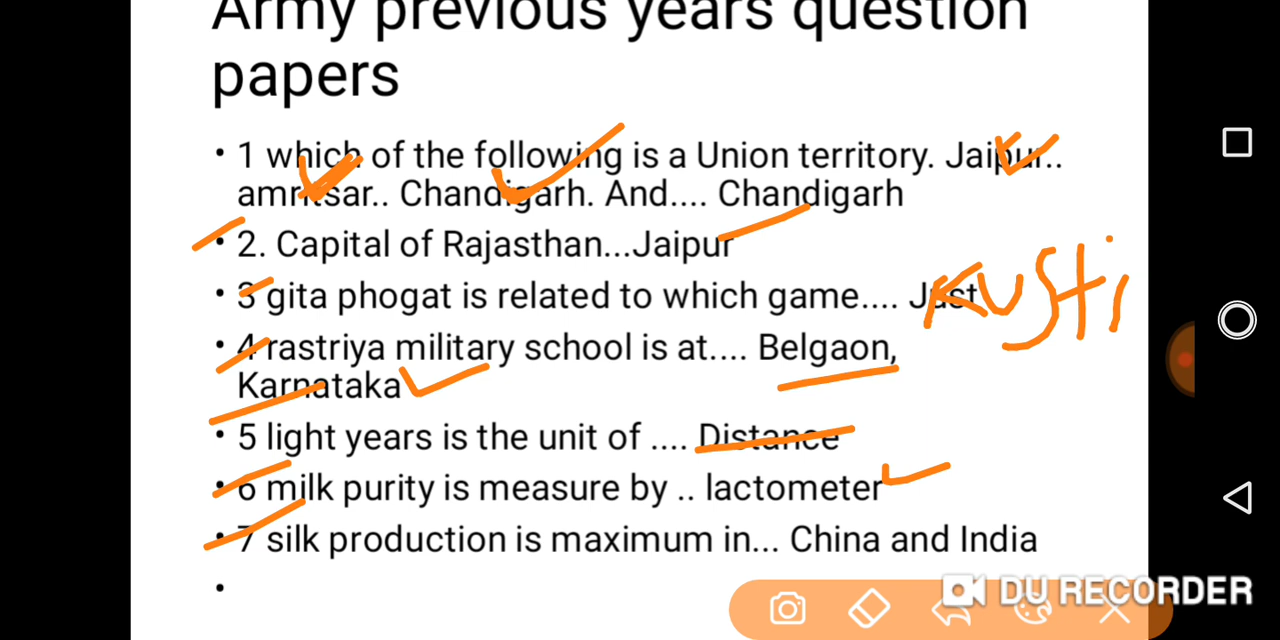 Army previous years question
papers
• 1 which of the following is a Union territory. Jaipur..
amritsar.. Chandigarh. And.... Chandigarh
• 2. Capital of Rajasthan...Jaipur
• 3 gita phogat is related to which game.... Just
KUSti
• 4 rastriya military school is at.... Belgaon,
Karnataka
• 5 light years is the unit of .... Distance
• 6 milk purity is measure by .. lactometer
• 7 silk production is maximum in... China and India
•
DU RECORDER